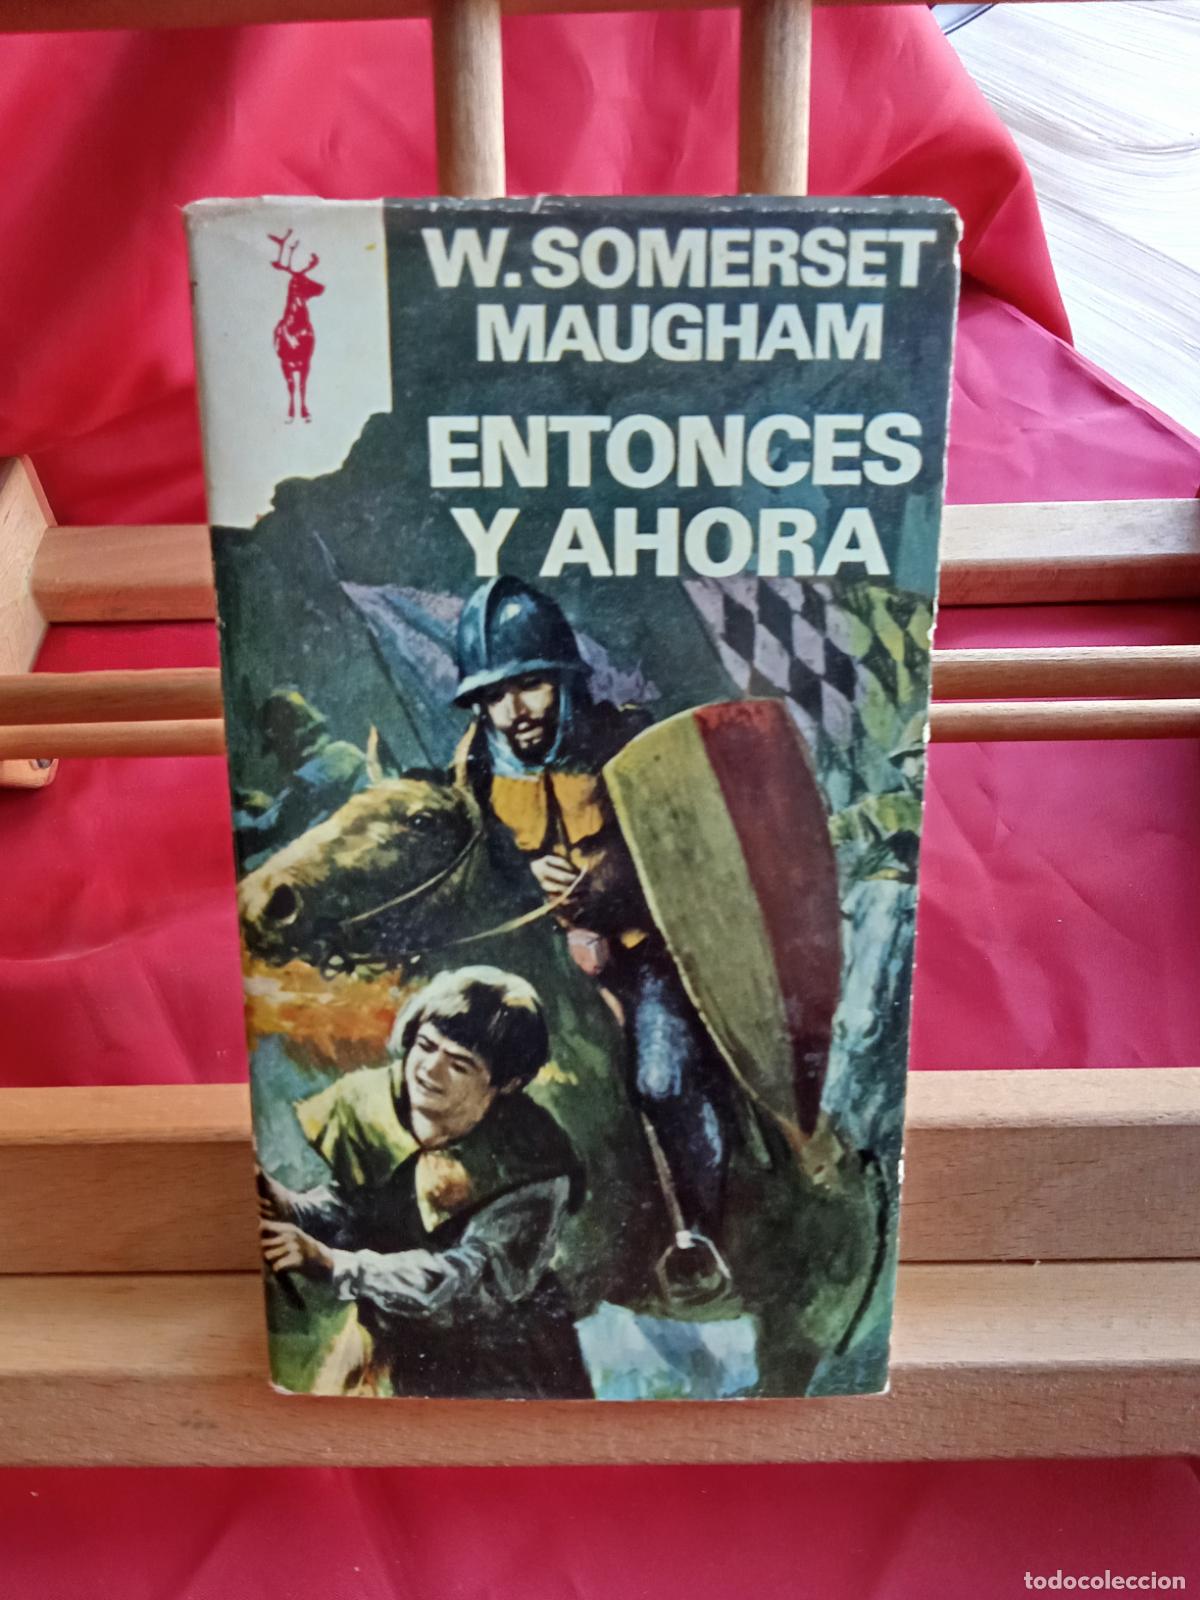 W. SOMERSET
MAUGHAM
ENTONCES
Y AHORA
todocoleccion